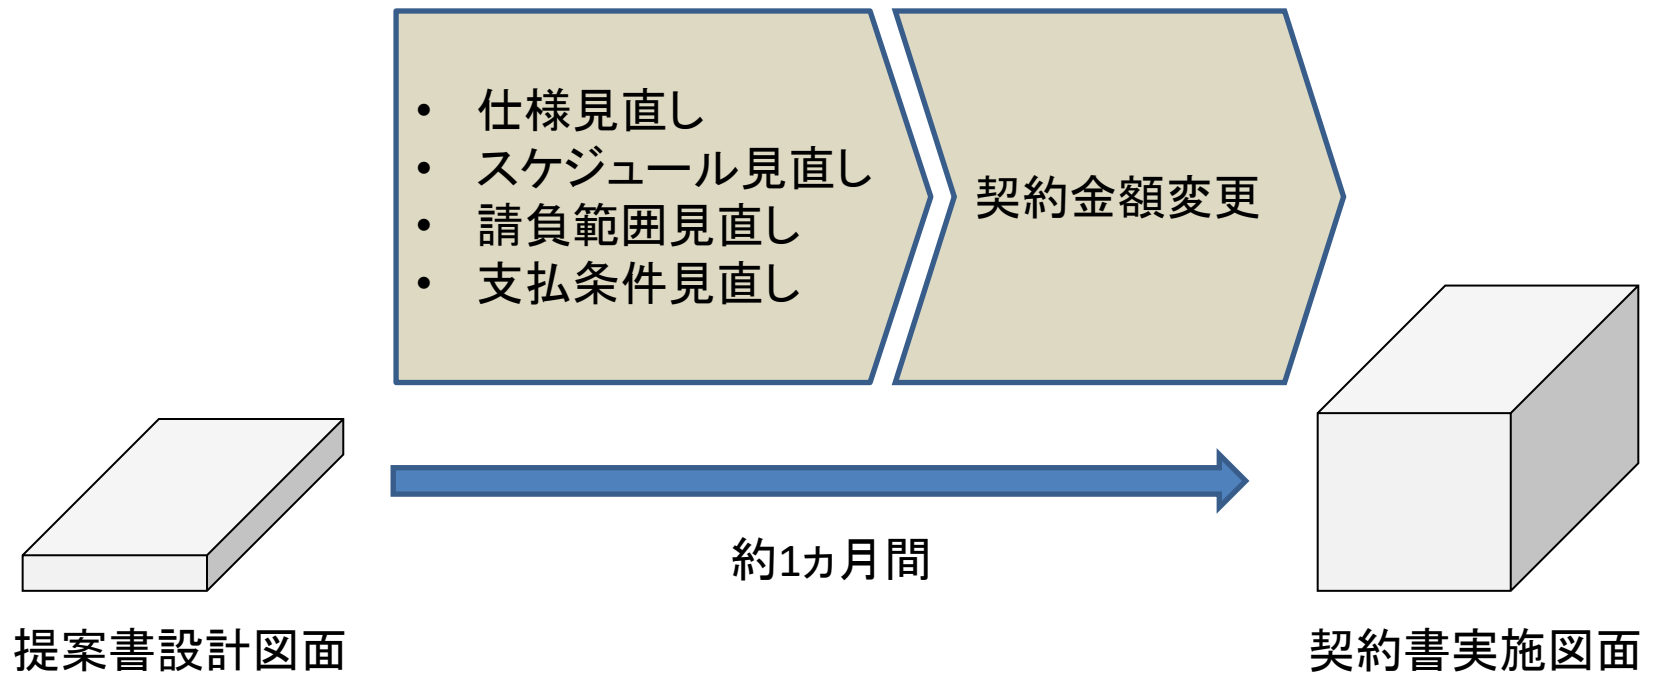 • 仕様見直し
• スケジュール見直し
• 請負範囲見直し
• 支払条件見直し
契約金額変更
約1ヵ月間
提案書設計図面
契約書実施図面